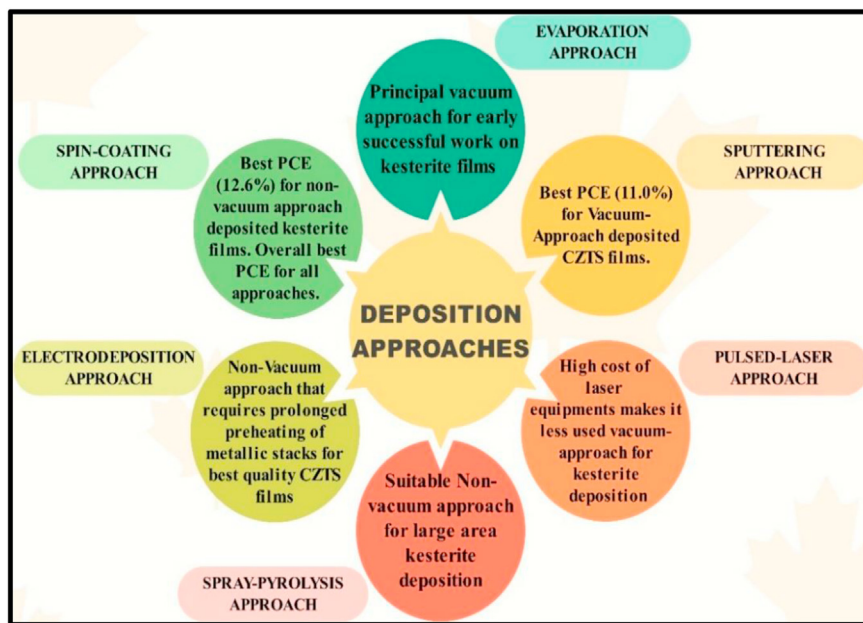 EVAPORATION
APPROACH
Principal vacuum
approach for early
successful work on
kesterite films
SPUTTERING
APPROACH
Best PCE (11.0%)
for Vacuum-
Approach deposited
CZTS films.
PULSED-LASER
APPROACH
High cost of
laser
equipments makes it
less used vacuum-
approach for
kesterite deposition
SPRAY-PYROLYSIS
APPROACH
Suitable Non-
vacuum approach
for large area
kesterite
deposition
ELECTRODEPOSITION
APPROACH
Non-Vacuum
approach that
requires prolonged
preheating of
metallic stacks for
best quality CZTS
films
SPIN-COATING
APPROACH
Best PCE
(12.6%) for non-
vacuum approach
deposited kesterite
films. Overall best
PCE for all
approaches.
DEPOSITION
APPROACHES